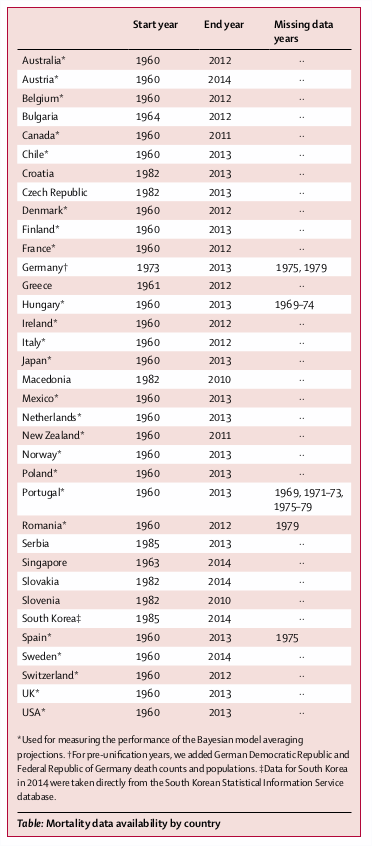 Start year End year Missing data
years
Australia* 1960 2012 ··
Austria* 1960 2014 ··
Belgium* 1960 2012 ··
Bulgaria 1964 2012 ··
Canada* 1960 2011 ··
Chile* 1960 2013 ··
Croatia 1982 2013 ··
Czech Republic 1982 2013 ··
Denmark* 1960 2012 ··
Finland* 1960 2013 ··
France* 1960 2012 ··
Germany† 1973 2013 1975, 1979
Greece 1961 2012 ··
Hungary* 1960 2013 1969–74
Ireland* 1960 2012 ··
Italy* 1960 2012 ··
Japan* 1960 2013 ··
Macedonia 1982 2010 ··
Mexico* 1960 2013 ··
Netherlands* 1960 2013 ··
New Zealand* 1960 2011 ··
Norway* 1960 2013 ··
Poland* 1960 2013 ··
Portugal* 1960 2013 1969, 1971–73,
1975–79
Romania* 1960 2012 1979
Serbia 1985 2013 ··
Singapore 1963 2014 ··
Slovakia 1982 2014 ··
Slovenia 1982 2010 ··
South Korea‡ 1985 2014 ··
Spain* 1960 2013 1975
Sweden* 1960 2014 ··
Switzerland* 1960 2012 ··
UK* 1960 2013 ··
USA* 1960 2013 ··
*Used for measuring the performance of the Bayesian model averaging
projections. †For pre-unification years, we added German Democratic Republic and
Federal Republic of Germany death counts and populations. ‡Data for South Korea
in 2014 were taken directly from the South Korean Statistical Information Service
database.
Table: Mortality data availability by country